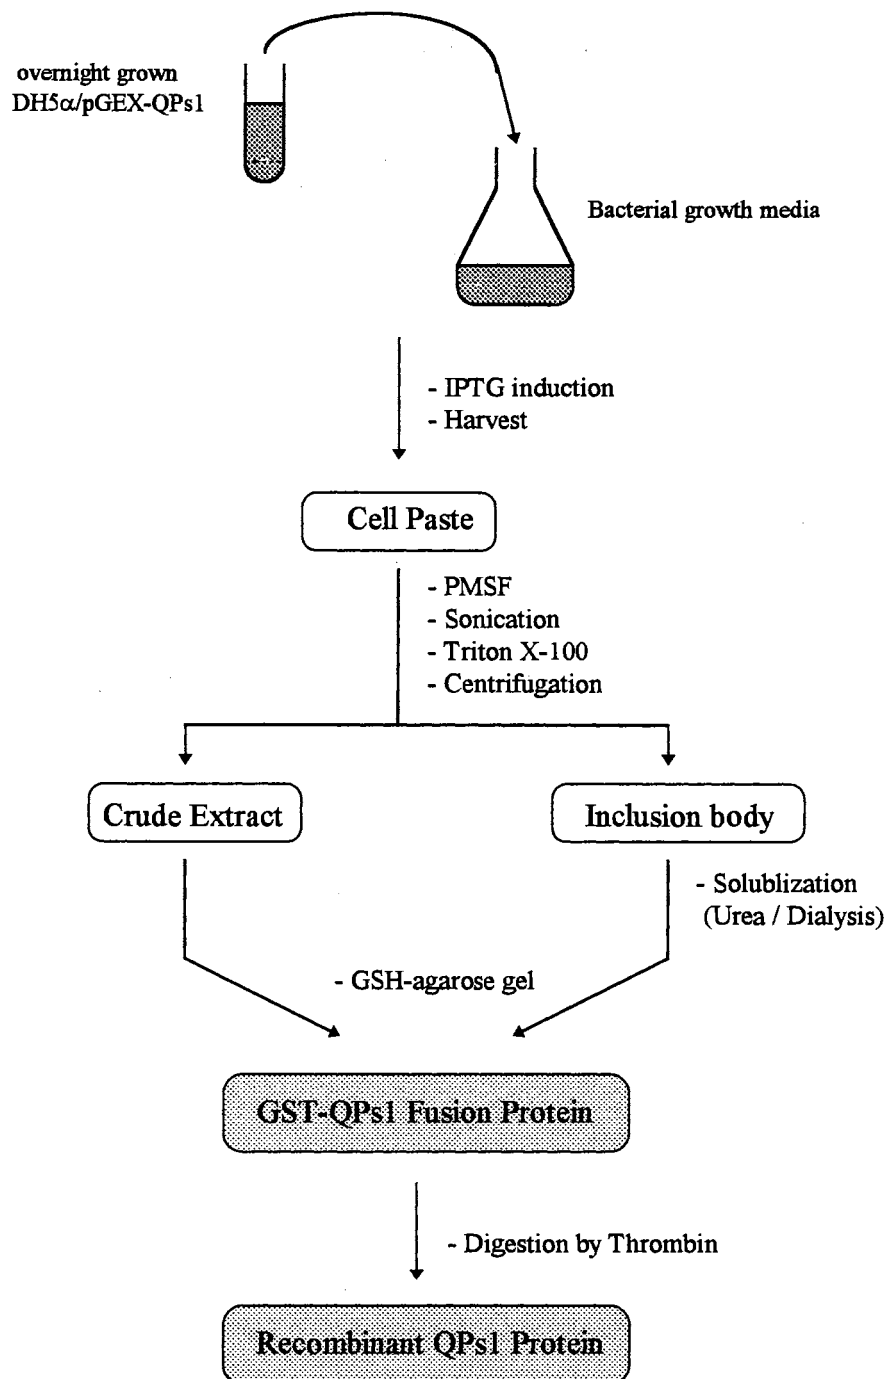 overnight grown
DH5α/pGEX-QPs1
Bacterial growth media
- IPTG induction
- Harvest
Cell Paste
- PMSF
- Sonication
- Triton X-100
- Centrifugation
Crude Extract
Inclusion body
- Solublization
(Urea / Dialysis)
- GSH-agarose gel
GST-QPs1 Fusion Protein
- Digestion by Thrombin
Recombinant QPs1 Protein